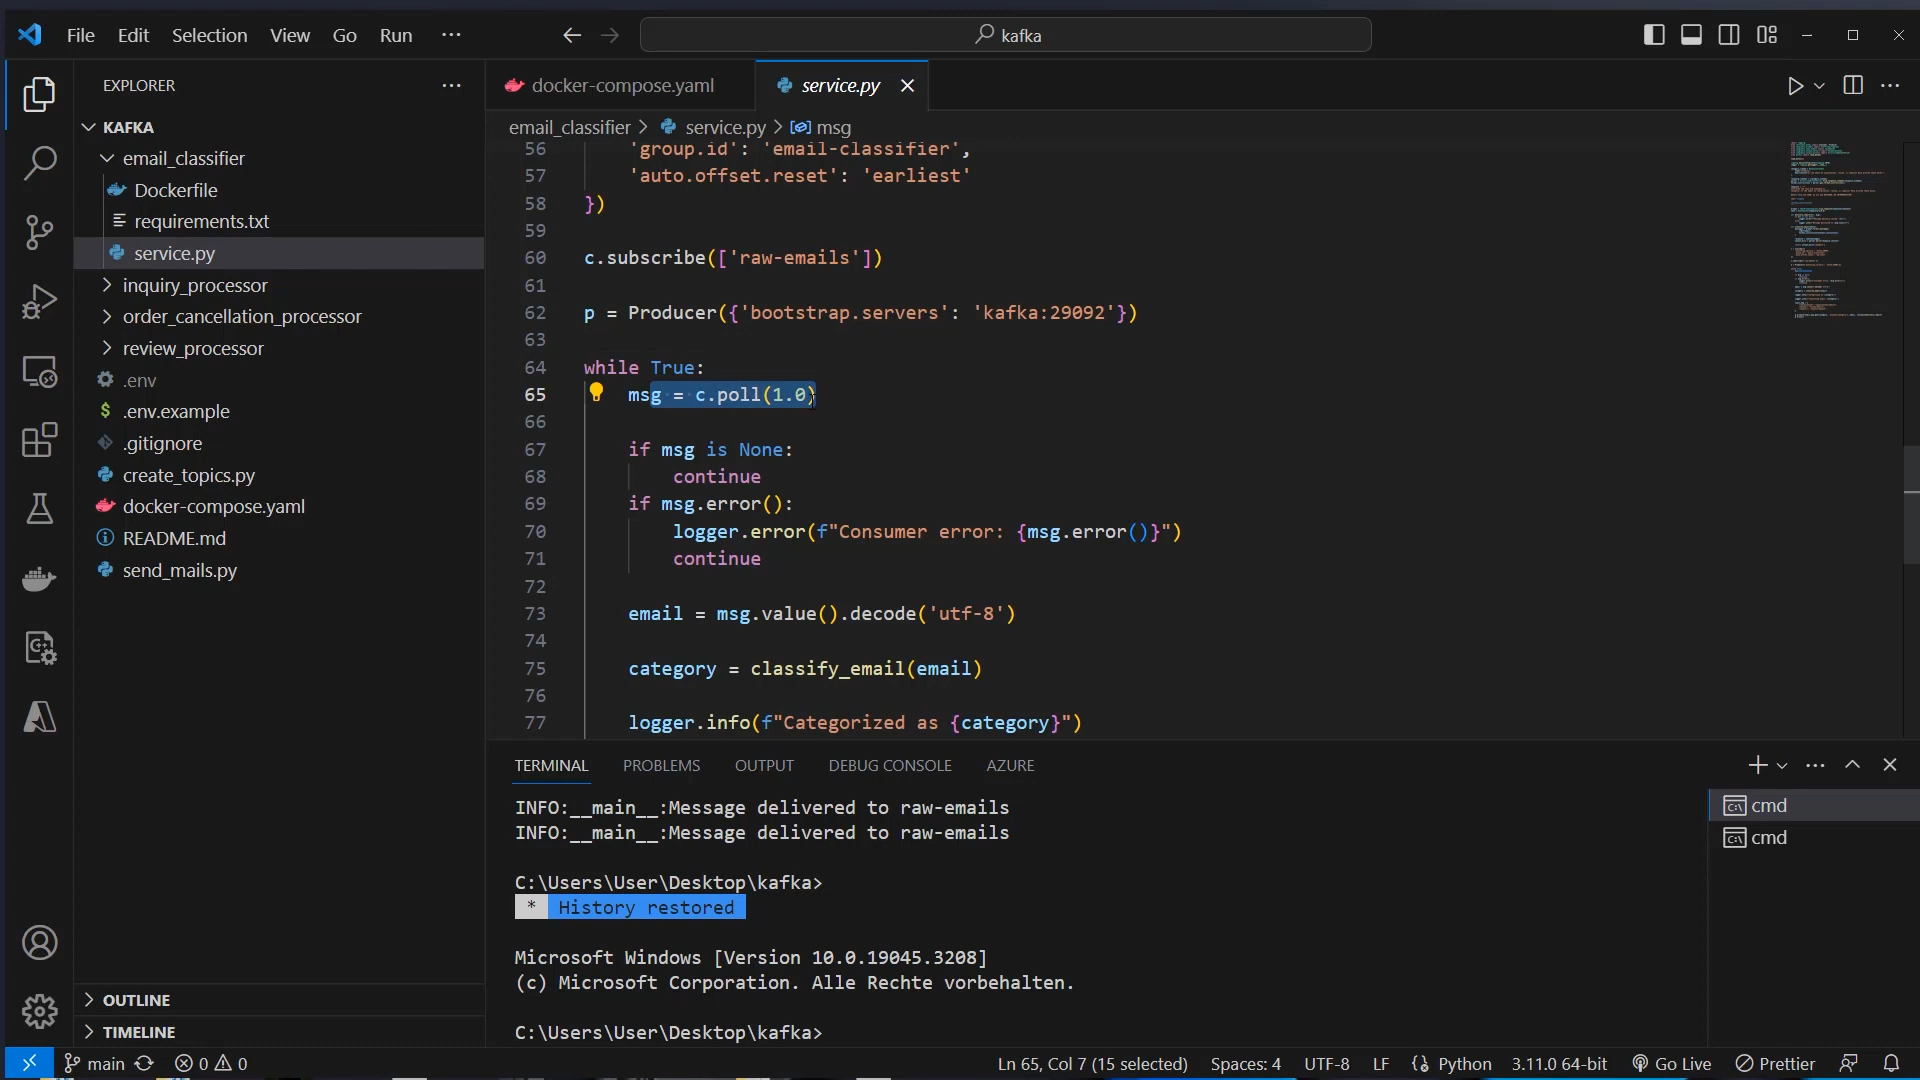 File Edit Selection View Go Run ···
kafka
EXPLORER
KAFKA
email_classifier
Dockerfile
requirements.txt
service.py
inquiry_processor
order_cancellation_processor
review_processor
.env
.env.example
.gitignore
create_topics.py
docker-compose.yaml
README.md
send_mails.py
OUTLINE
TIMELINE
docker-compose.yaml service.py
email_classifier > service.py > msg
56 'group.id': 'email-classifier',
57 'auto.offset.reset': 'earliest'
58 })
59
60 c.subscribe(['raw-emails'])
61
62 p = Producer({'bootstrap.servers': 'kafka:29092'})
63
64 while True:
65 msg = c.poll(1.0)
66
67 if msg is None:
68 continue
69 if msg.error():
70 logger.error(f"Consumer error: {msg.error()}")
71 continue
72
73 email = msg.value().decode('utf-8')
74
75 category = classify_email(email)
76
77 logger.info(f"Categorized as {category}")
TERMINAL PROBLEMS OUTPUT DEBUG CONSOLE AZURE
INFO:__main__:Message delivered to raw-emails
INFO:__main__:Message delivered to raw-emails
C:\Users\User\Desktop\kafka>
* History restored
Microsoft Windows [Version 10.0.19045.3208]
(c) Microsoft Corporation. Alle Rechte vorbehalten.
C:\Users\User\Desktop\kafka>
cmd
cmd
main 0 0 Ln 65, Col 7 (15 selected) Spaces: 4 UTF-8 LF Python 3.11.0 64-bit Go Live Prettier